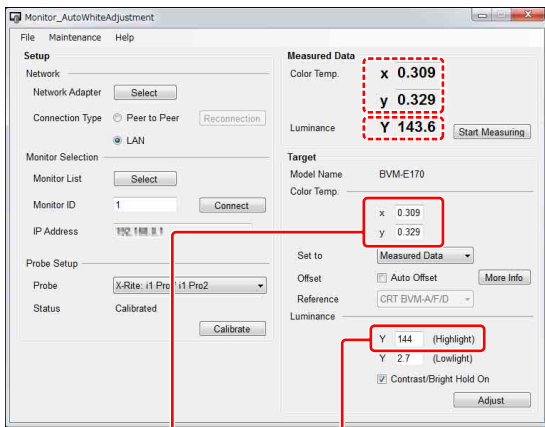 Monitor_AutoWhiteAdjustment
File Maintenance Help
Setup
Network
Network Adapter Select
Connection Type Peer to Peer Reconnection
LAN
Monitor Selection
Monitor List Select
Monitor ID 1 Connect
IP Address
Probe Setup
Probe X-Rite: i1 Pro / i1 Pro2
Status Calibrated
Calibrate
Measured Data
Color Temp. x 0.309
y 0.329
Luminance Y 143.6 Start Measuring
Target
Model Name BVM-E170
Color Temp.
x 0.309
y 0.329
Set to Measured Data
Offset Auto Offset More Info
Reference CRT BVM-A/F/D
Luminance
Y 144 (Highlight)
Y 2.7 (Lowlight)
Contrast/Bright Hold On
Adjust